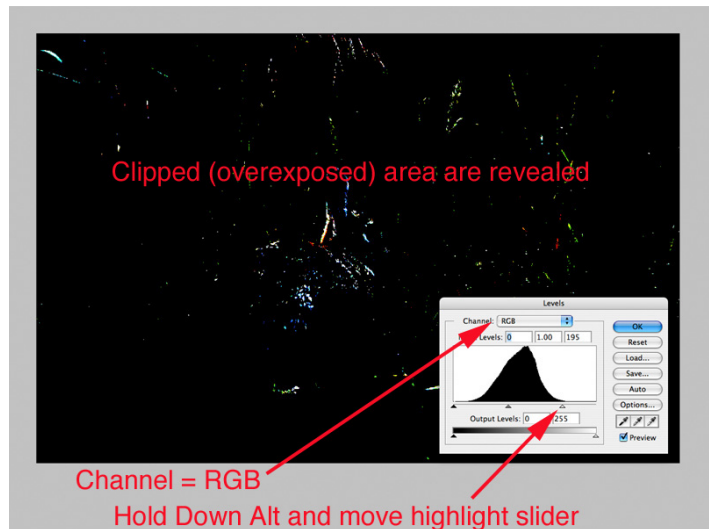 Clipped (overexposed) area are revealed
Levels
Channel: RGB
OK
Levels: 0 1.00 195
Reset
Load...
Save...
Auto
Options...
Output Levels: 0 255
Preview
Channel = RGB
Hold Down Alt and move highlight slider